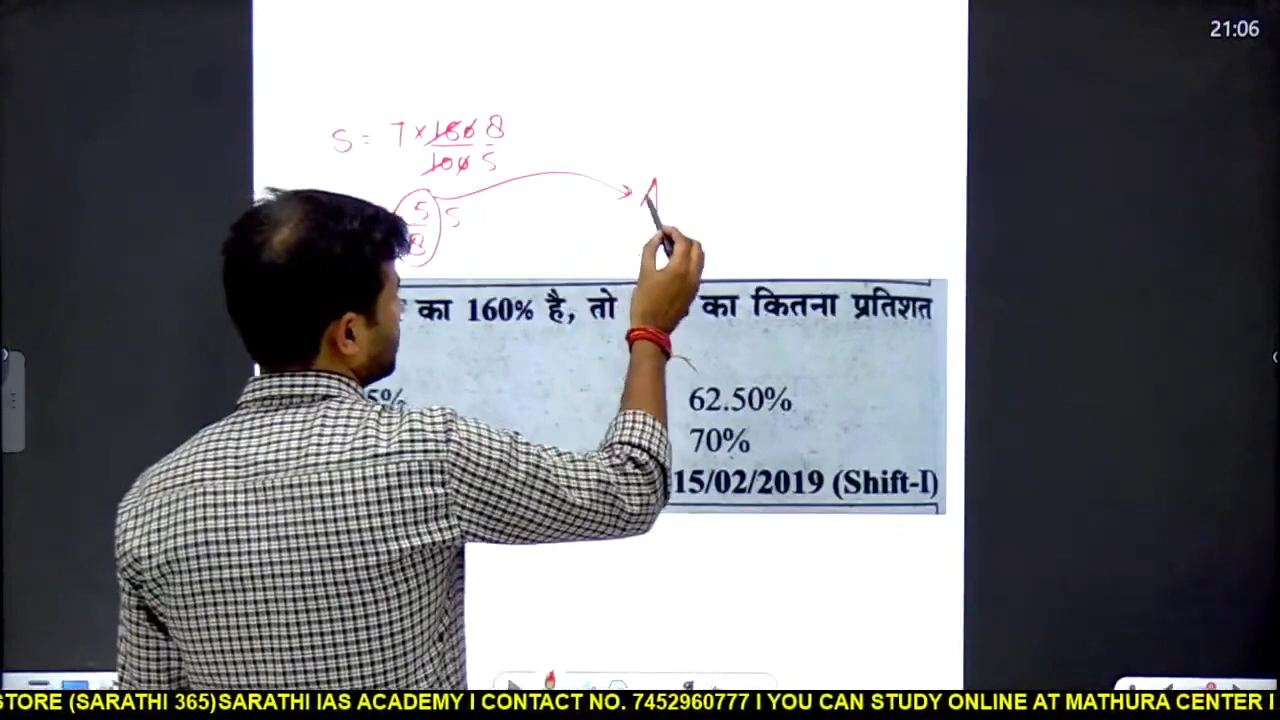 21:06
S = 7 × 160 8
100 5
5 S
8
का 160% है, तो का कितना प्रतिशत
5% 62.50%
70%
15/02/2019 (Shift-I)
STORE (SARATHI 365)SARATHI IAS ACADEMY I CONTACT NO. 7452960777 I YOU CAN STUDY ONLINE AT MATHURA CENTER I